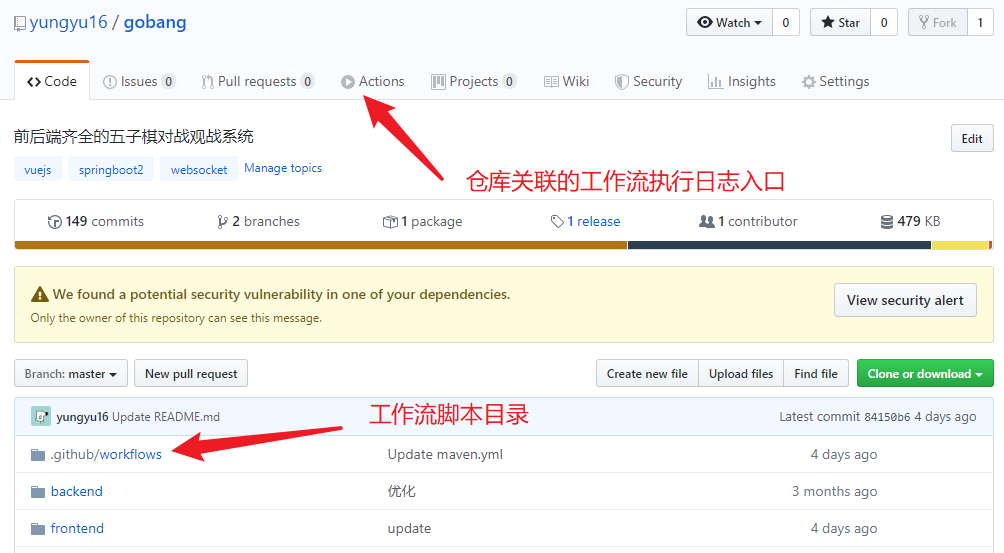 yungyu16 / gobang
Watch 0 Star 0 Fork 1
Code Issues 0 Pull requests 0 Actions Projects 0 Wiki Security Insights Settings
前后端齐全的五子棋对战观战系统
Edit
vuejs springboot2 websocket Manage topics
仓库关联的工作流执行日志入口
149 commits 2 branches 1 package 1 release 1 contributor 479 KB
We found a potential security vulnerability in one of your dependencies.
Only the owner of this repository can see this message.
View security alert
Branch: master New pull request Create new file Upload files Find file Clone or download
工作流脚本目录
yungyu16 Update README.md Latest commit 84150b6 4 days ago
.github/workflows Update maven.yml 4 days ago
backend 优化 3 months ago
frontend update 4 days ago